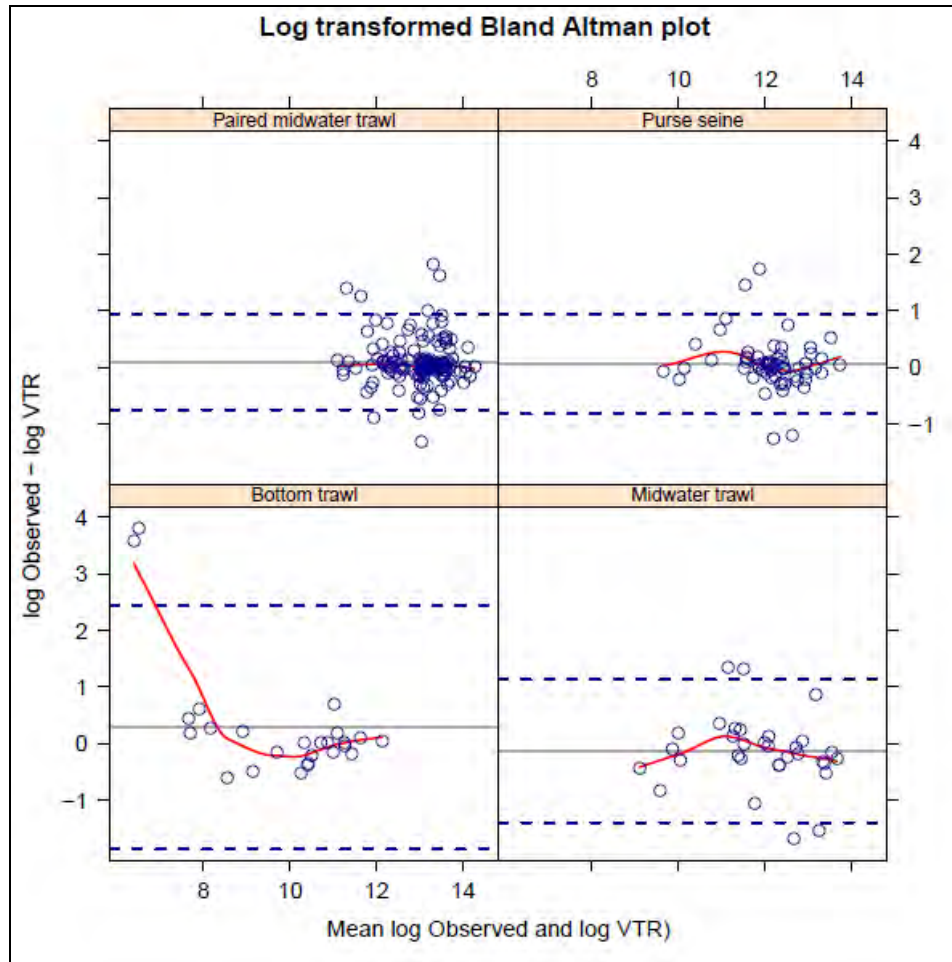 Log transformed Bland Altman plot
8 10 12 14
Paired midwater trawl Purse seine
4
3
2
1
0
−1
Bottom trawl Midwater trawl
4
3
2
1
0
−1
log Observed − log VTR
8 10 12 14
Mean log Observed and log VTR)